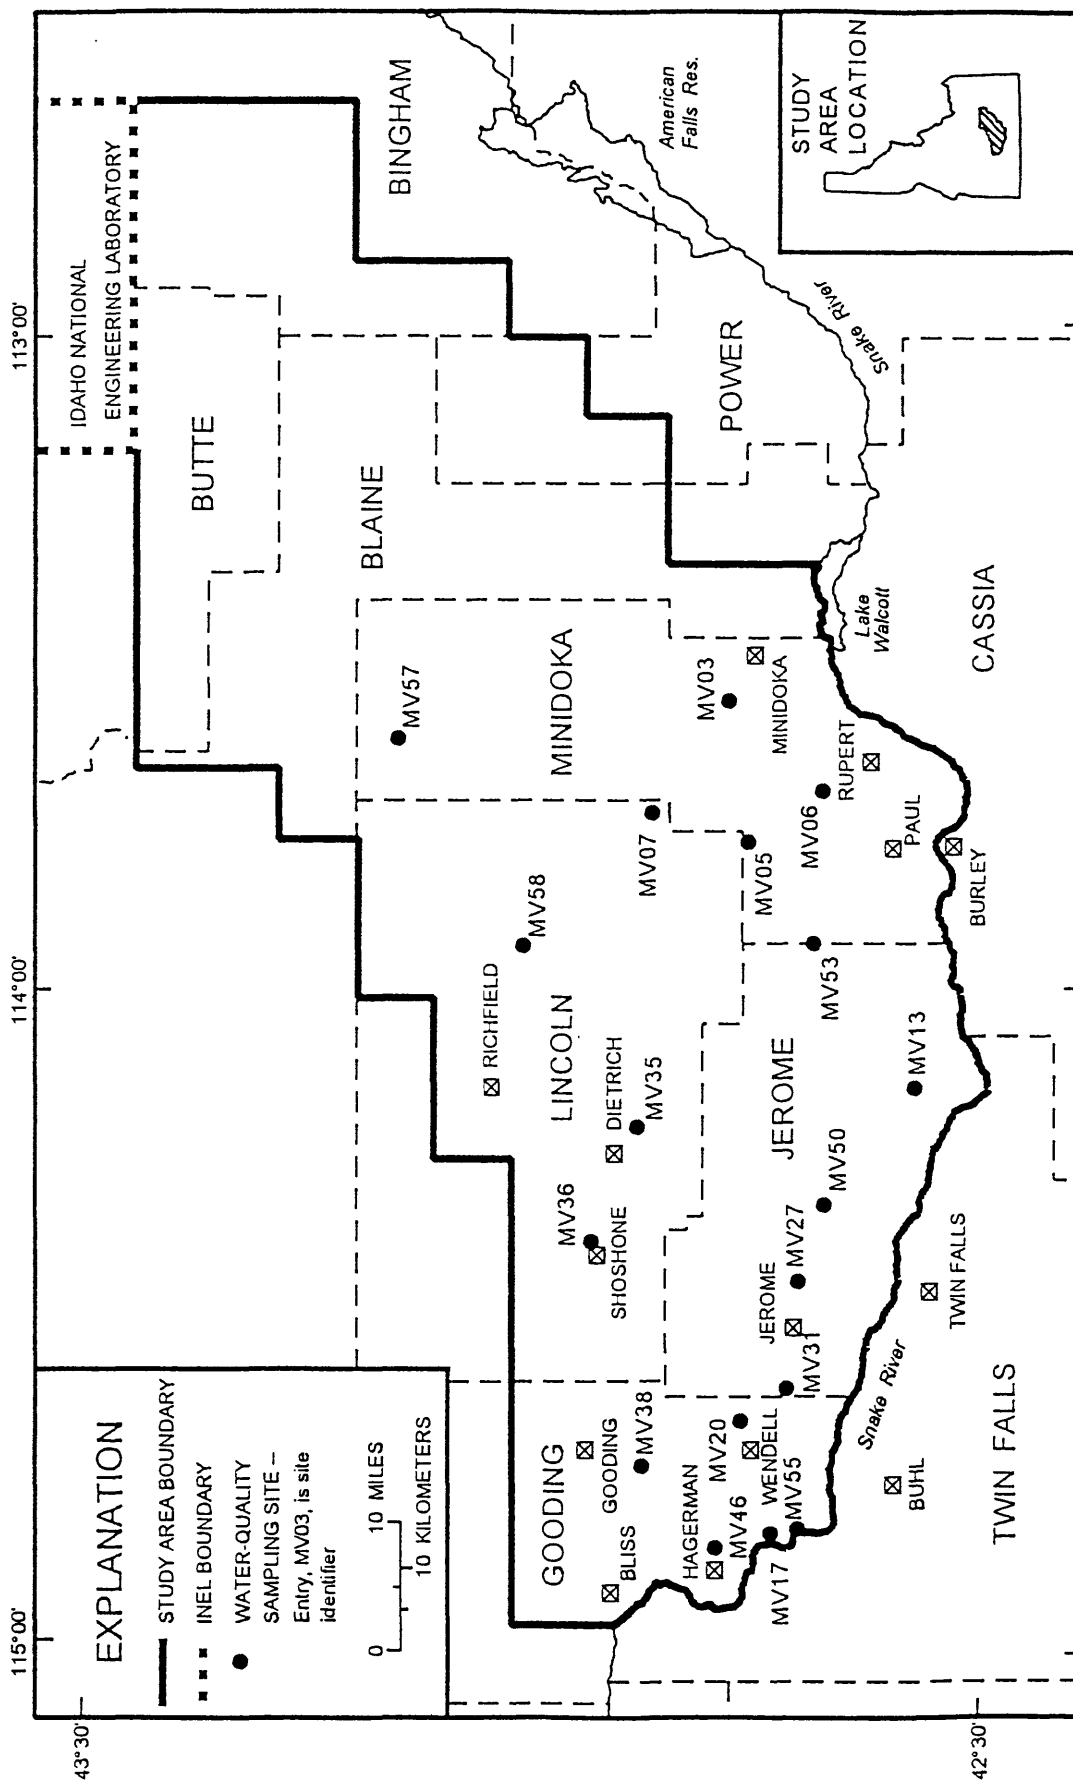 115°00'
114°00'
113°00'
43°30'
42°30'
EXPLANATION
STUDY AREA BOUNDARY
INEL BOUNDARY
WATER-QUALITY
SAMPLING SITE –
Entry, MV03, is site
identifier
0
10 MILES
10 KILOMETERS
IDAHO NATIONAL
ENGINEERING LABORATORY
BUTTE
BLAINE
BINGHAM
American
Falls Res.
STUDY
AREA
LOCATION
POWER
Snake River
MV57
MINIDOKA
MV03
MINIDOKA
Lake
Walcott
CASSIA
MV58
RICHFIELD
LINCOLN
DIETRICH
MV35
MV36
SHOSHONE
MV07
MV05
MV06
RUPERT
PAUL
BURLEY
MV53
MV13
JEROME
MV50
MV27
JEROME
MV31
TWIN FALLS
GOODING
GOODING
MV38
BLISS
HAGERMAN
MV46
MV20
WENDELL
MV55
MV17
Snake River
BUHL
TWIN FALLS